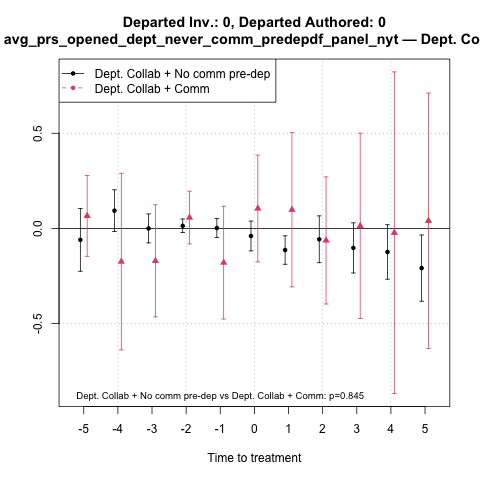 Departed Inv.: 0, Departed Authored: 0
avg_prs_opened_dept_never_comm_predepdf_panel_nyt — Dept. Co
Dept. Collab + No comm pre-dep
Dept. Collab + Comm
0.5
0.0
-0.5
Dept. Collab + No comm pre-dep vs Dept. Collab + Comm: p=0.845
-5 -4 -3 -2 -1 0 1 2 3 4 5
Time to treatment